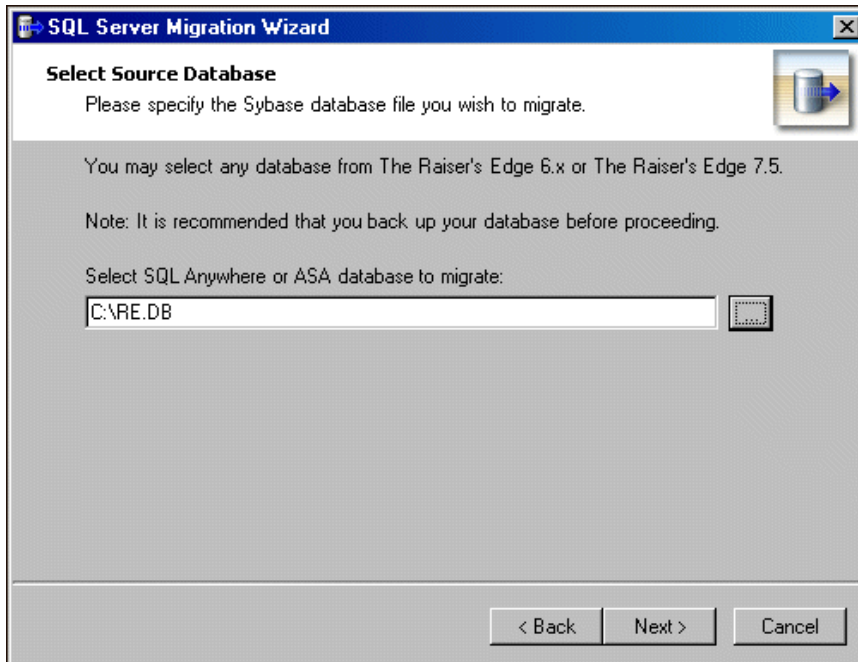 SQL Server Migration Wizard
Select Source Database
Please specify the Sybase database file you wish to migrate.
You may select any database from The Raiser's Edge 6.x or The Raiser's Edge 7.5.
Note: It is recommended that you back up your database before proceeding.
Select SQL Anywhere or ASA database to migrate:
C:\RE.DB
...
< Back Next > Cancel